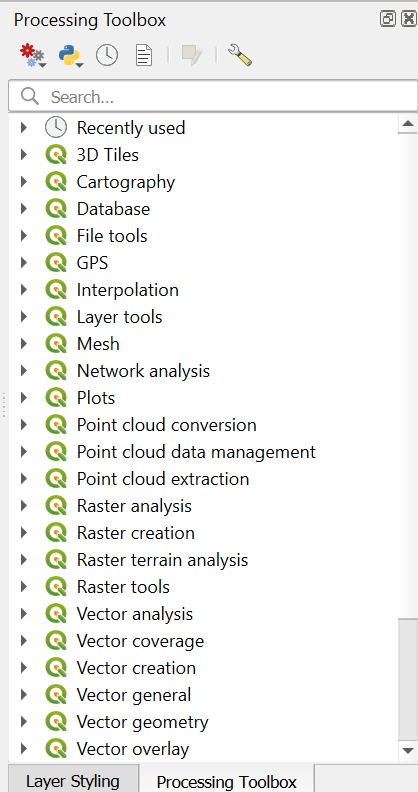 Processing Toolbox
Search...
Recently used
3D Tiles
Cartography
Database
File tools
GPS
Interpolation
Layer tools
Mesh
Network analysis
Plots
Point cloud conversion
Point cloud data management
Point cloud extraction
Raster analysis
Raster creation
Raster terrain analysis
Raster tools
Vector analysis
Vector coverage
Vector creation
Vector general
Vector geometry
Vector overlay
Layer Styling Processing Toolbox